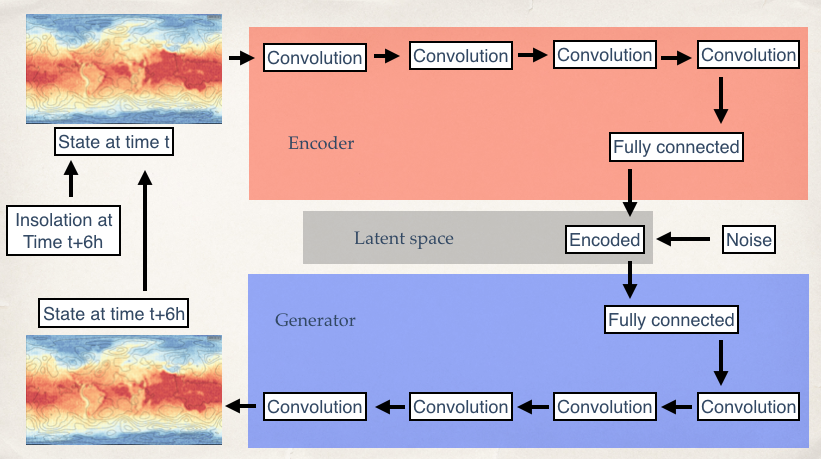 Convolution
Convolution
Convolution
Convolution
State at time t
Encoder
Fully connected
Insolation at
Time t+6h
Latent space
Encoded
Noise
State at time t+6h
Generator
Fully connected
Convolution
Convolution
Convolution
Convolution